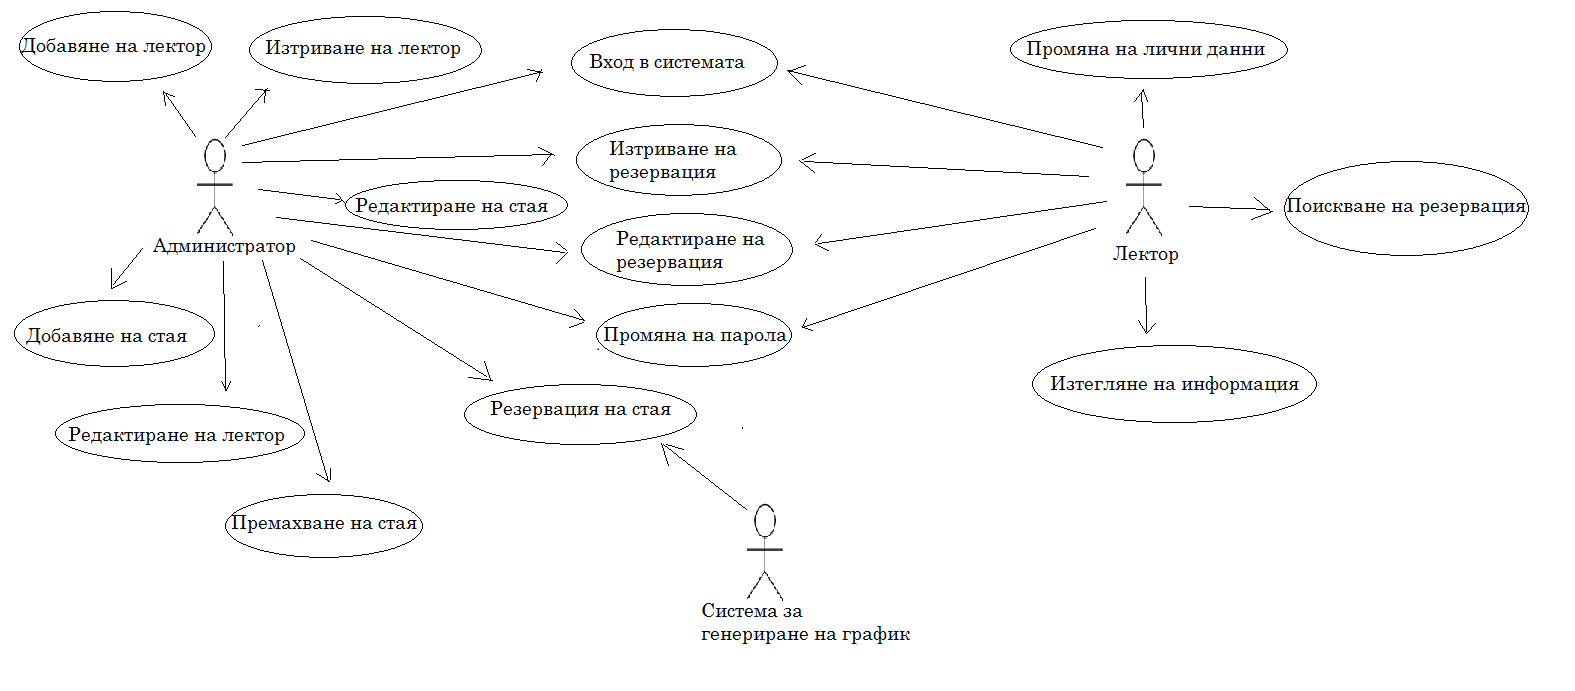 Добавяне на лектор
Изтриване на лектор
Вход в системата
Промяна на лични данни
Изтриване на
резервация
Редактиране на стая
Поискване на резервация
Редактиране на
резервация
Администратор
Лектор
Добавяне на стая
Промяна на парола
Изтегляне на информация
Резервация на стая
Редактиране на лектор
Премахване на стая
Система за
генериране на график